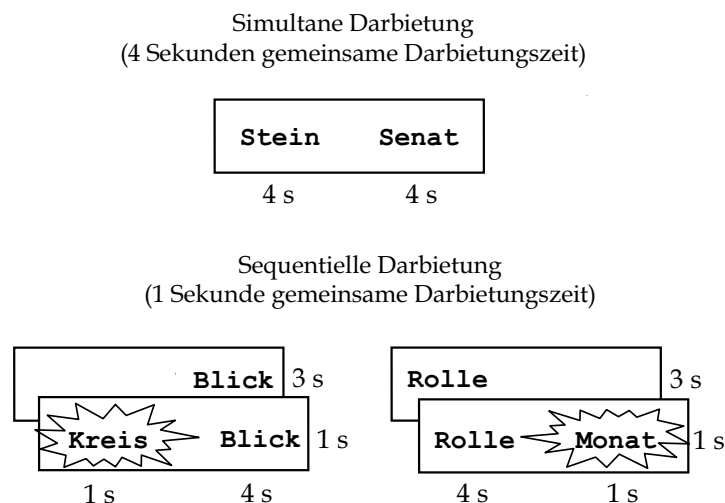 Simultane Darbietung
(4 Sekunden gemeinsame Darbietungszeit)
Stein Senat
4 s 4 s
Sequentielle Darbietung
(1 Sekunde gemeinsame Darbietungszeit)
Blick 3 s
Kreis Blick 1 s
1 s 4 s
Rolle 3 s
Rolle Monat 1 s
4 s 1 s